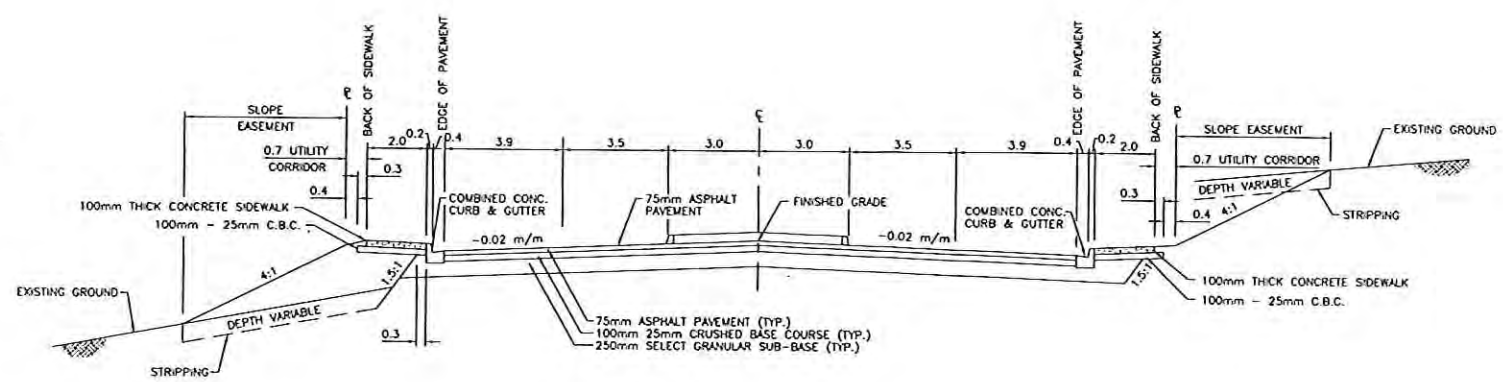 BACK OF SIDEWALK
EDGE OF PAVEMENT
EDGE OF PAVEMENT
BACK OF SIDEWALK
SLOPE
EASEMENT
0.7 UTILITY
CORRIDOR
2.0
0.2
0.4
3.9
3.5
3.0
3.0
3.5
3.9
0.4
0.2
2.0
SLOPE EASEMENT
EXISTING GROUND
0.7 UTILITY CORRIDOR
0.3
0.4
100mm THICK CONCRETE SIDEWALK
100mm - 25mm C.B.C.
COMBINED CONC.
CURB & GUTTER
75mm ASPHALT
PAVEMENT
FINISHED GRADE
COMBINED CONC.
CURB & GUTTER
0.3
0.4
DEPTH VARIABLE
4:1
STRIPPING
-0.02 m/m
-0.02 m/m
4:1
1.5:1
1.5:1
100mm THICK CONCRETE SIDEWALK
100mm - 25mm C.B.C.
EXISTING GROUND
DEPTH VARIABLE
0.3
STRIPPING
75mm ASPHALT PAVEMENT (TYP.)
100mm 25mm CRUSHED BASE COURSE (TYP.)
250mm SELECT GRANULAR SUB-BASE (TYP.)